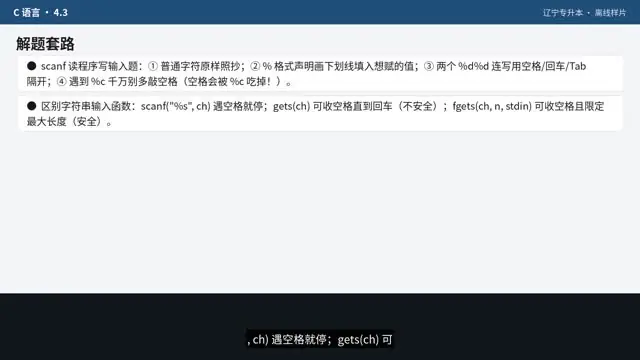 C 语言 • 4.3
辽宁专升本 • 离线样片
解题套路
● scanf 读程序写输入题：① 普通字符原样照抄；② % 格式声明画下划线填入想赋的值；③ 两个 %d%d 连写用空格/回车/Tab
隔开；④ 遇到 %c 千万别多敲空格（空格会被 %c 吃掉！）。
● 区别字符串输入函数：scanf("%s", ch) 遇空格就停；gets(ch) 可收空格直到回车（不安全）；fgets(ch, n, stdin) 可收空格且限定
最大长度（安全）。
, ch) 遇空格就停；gets(ch) 可